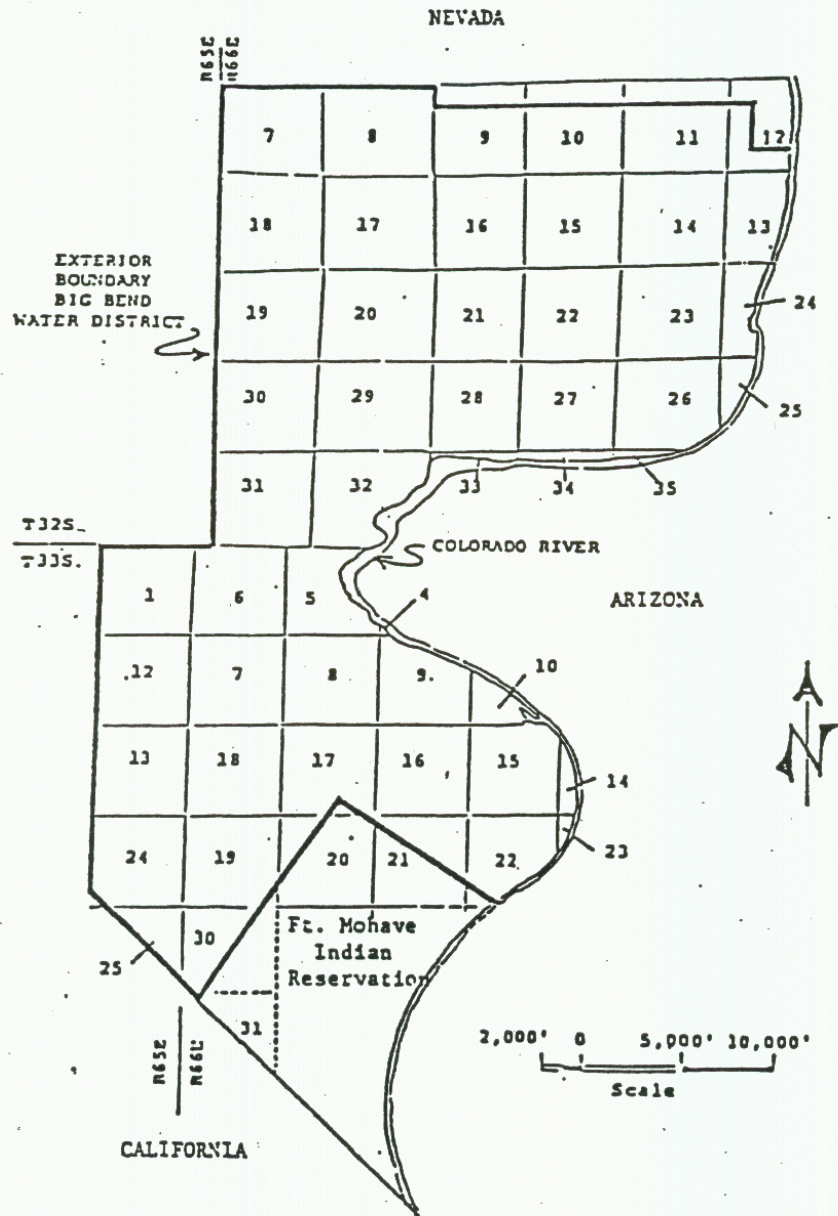 NEVADA
R65E
R66E
7 8 9 10 11 12
18 17 16 15 14 13
EXTERIOR
BOUNDARY
BIG BEND
WATER DISTRICT
19 20 21 22 23 24
30 29 28 27 26 25
31 32 33 34 35
T32S.
T33S.
COLORADO RIVER
1 6 5 4
ARIZONA
12 7 8 9. 10
13 18 17 16 15 14
N
24 19 20 21 22 23
25 30
Ft. Mohave
Indian
Reservation
31
2,000' 0 5,000' 10,000'
Scale
R65E
R66E
CALIFORNIA